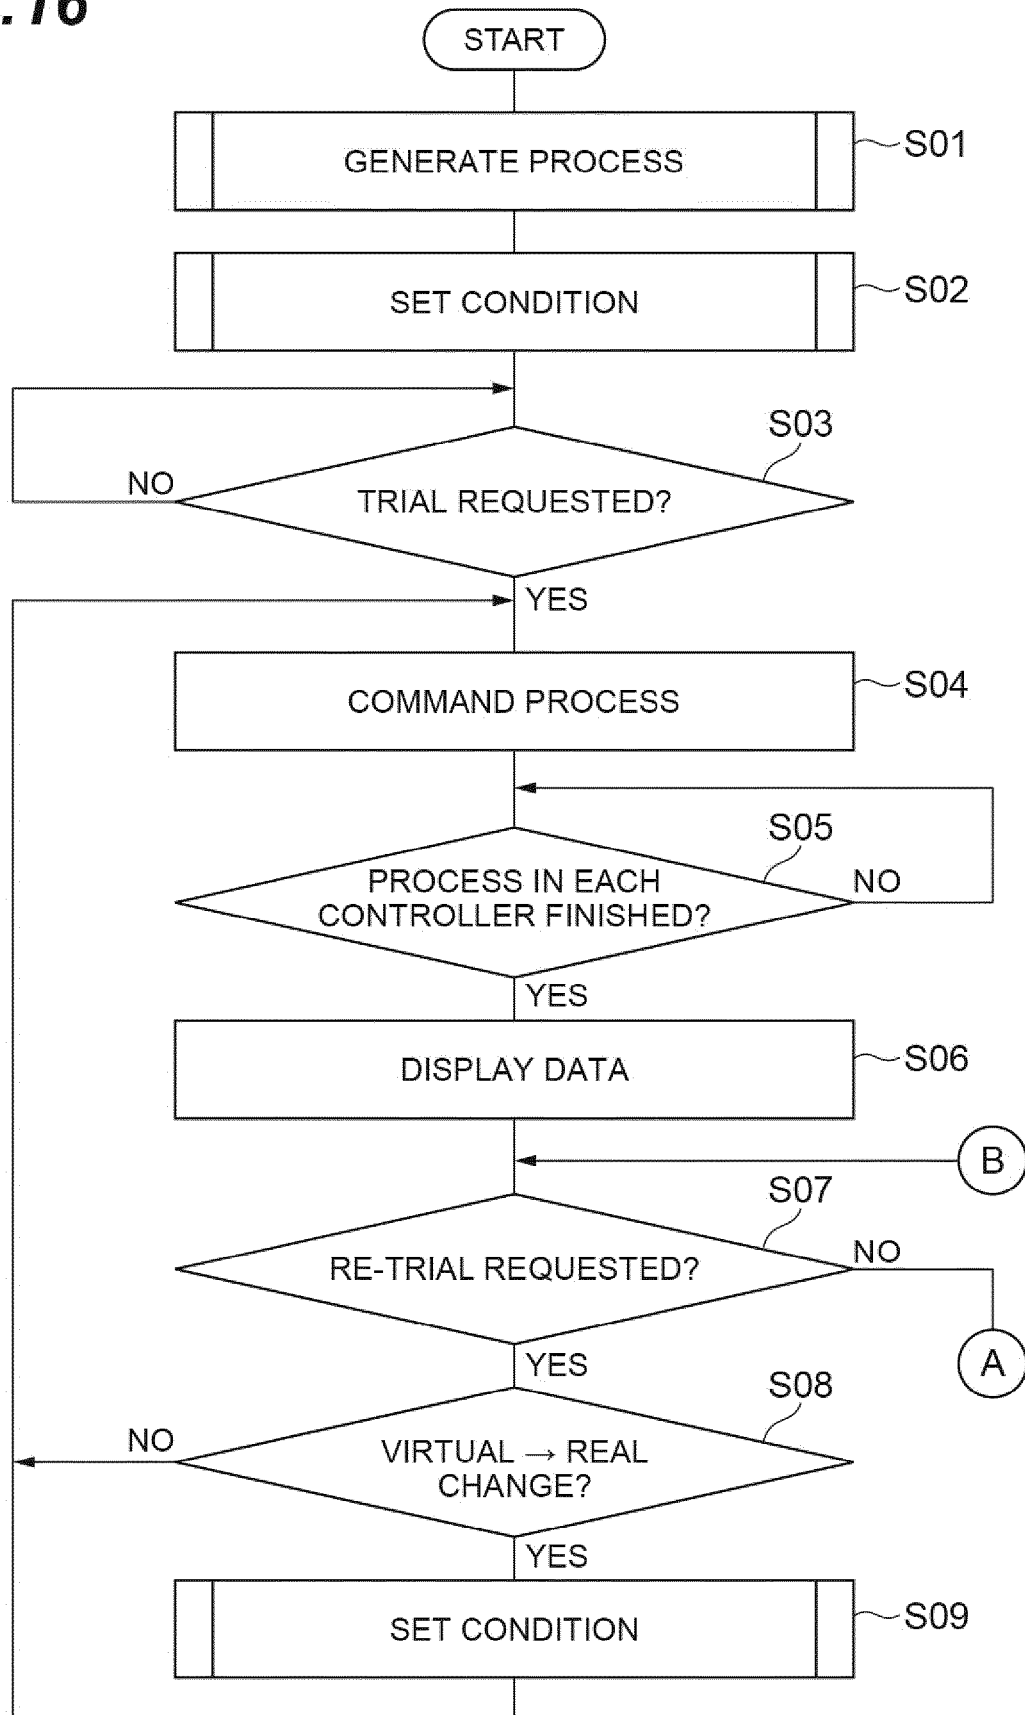 .16
START
GENERATE PROCESS
S01
SET CONDITION
S02
S03
NO
TRIAL REQUESTED?
YES
COMMAND PROCESS
S04
S05
PROCESS IN EACH
CONTROLLER FINISHED?
NO
YES
DISPLAY DATA
S06
B
S07
RE-TRIAL REQUESTED?
NO
A
YES
S08
NO
VIRTUAL → REAL
CHANGE?
YES
SET CONDITION
S09